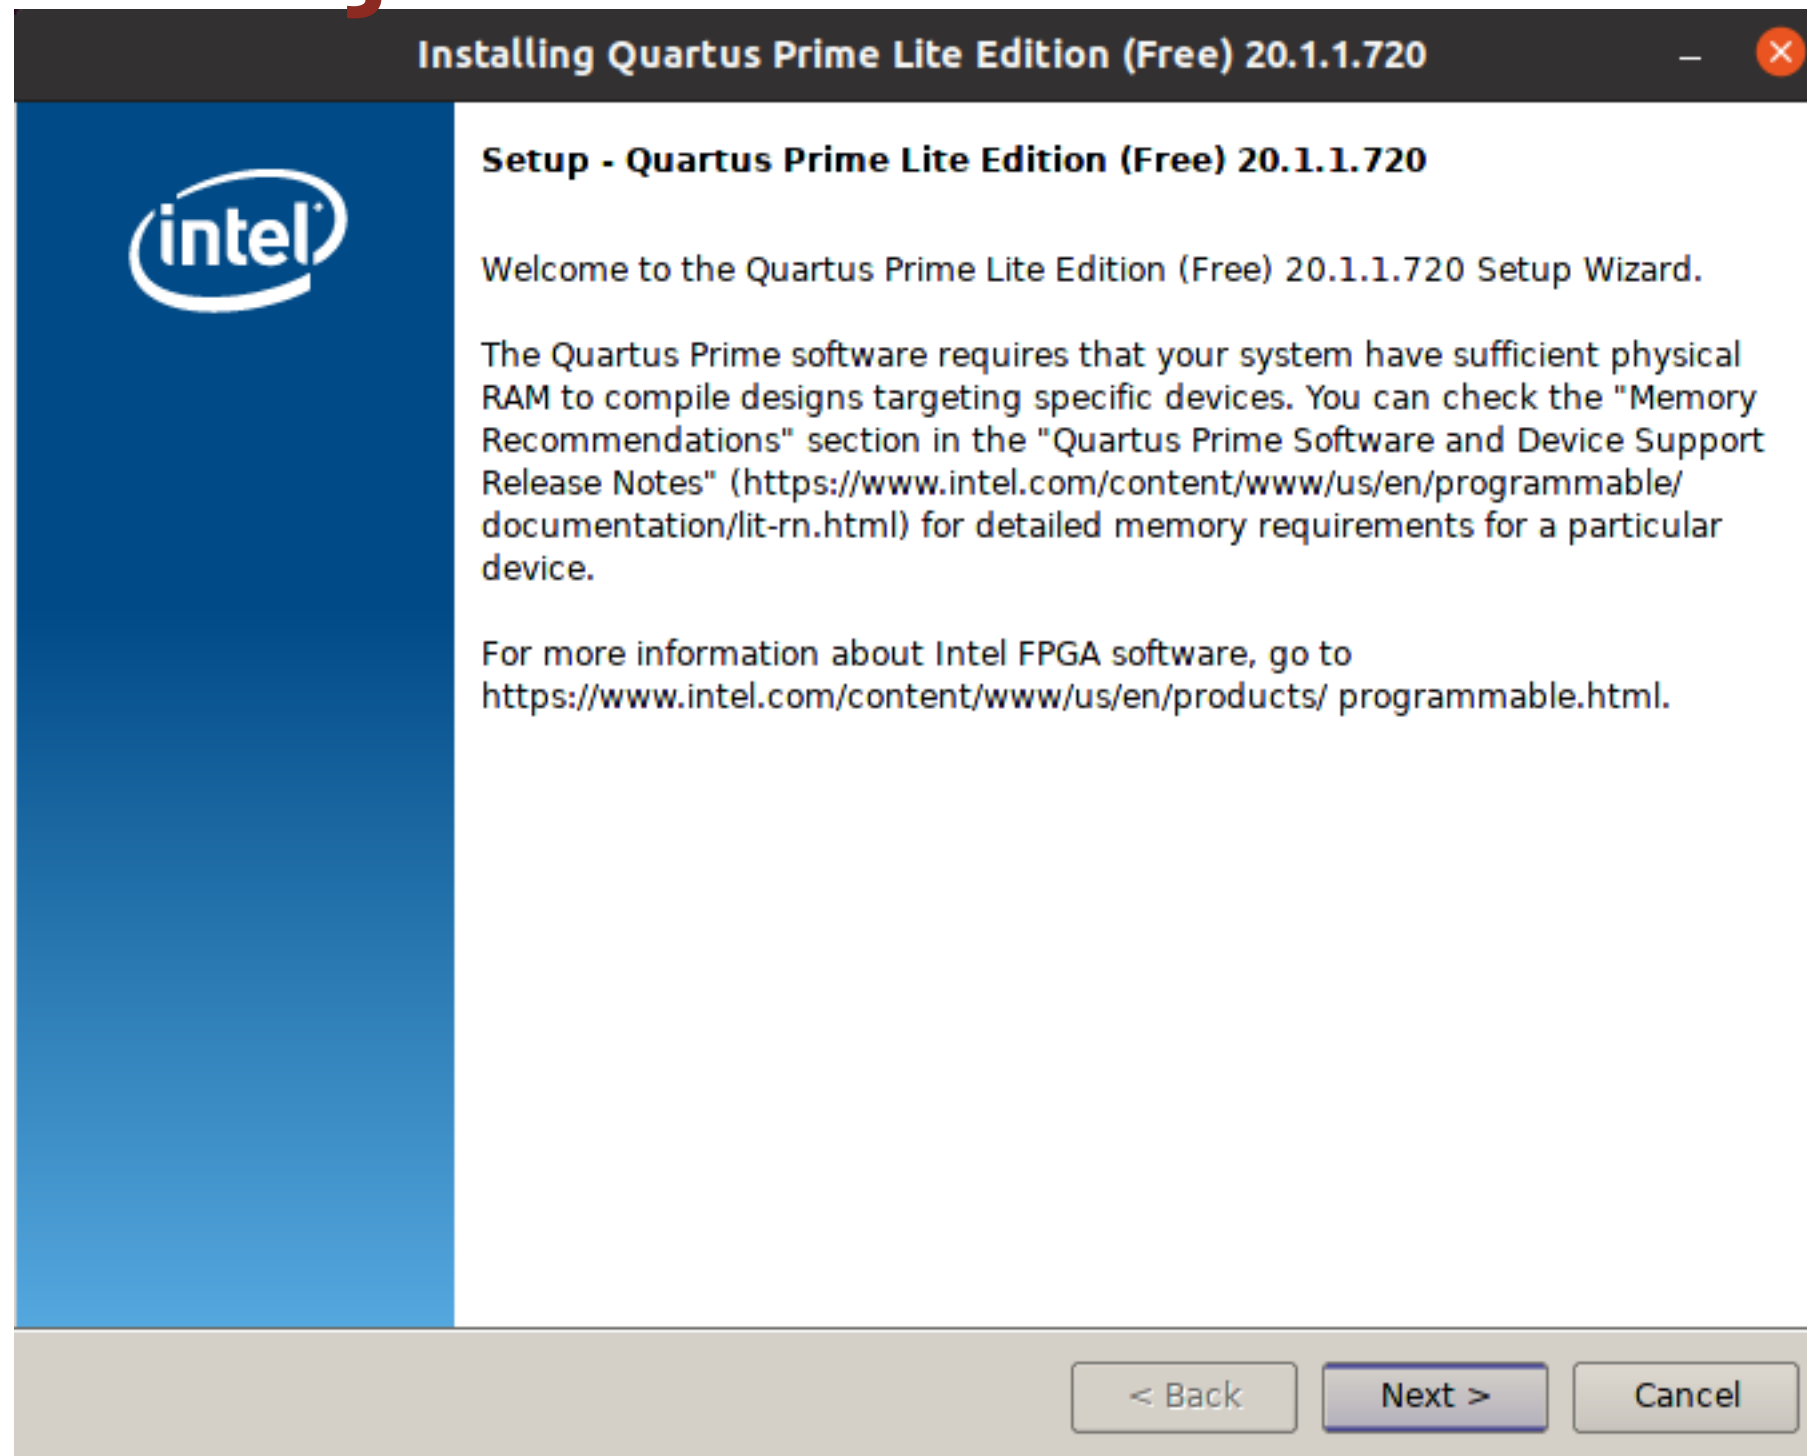 Installing Quartus Prime Lite Edition (Free) 20.1.1.720
intel
Setup - Quartus Prime Lite Edition (Free) 20.1.1.720
Welcome to the Quartus Prime Lite Edition (Free) 20.1.1.720 Setup Wizard.
The Quartus Prime software requires that your system have sufficient physical
RAM to compile designs targeting specific devices. You can check the "Memory
Recommendations" section in the "Quartus Prime Software and Device Support
Release Notes" (https://www.intel.com/content/www/us/en/programmable/
documentation/lit-rn.html) for detailed memory requirements for a particular
device.
For more information about Intel FPGA software, go to
https://www.intel.com/content/www/us/en/products/ programmable.html.
< Back
Next >
Cancel